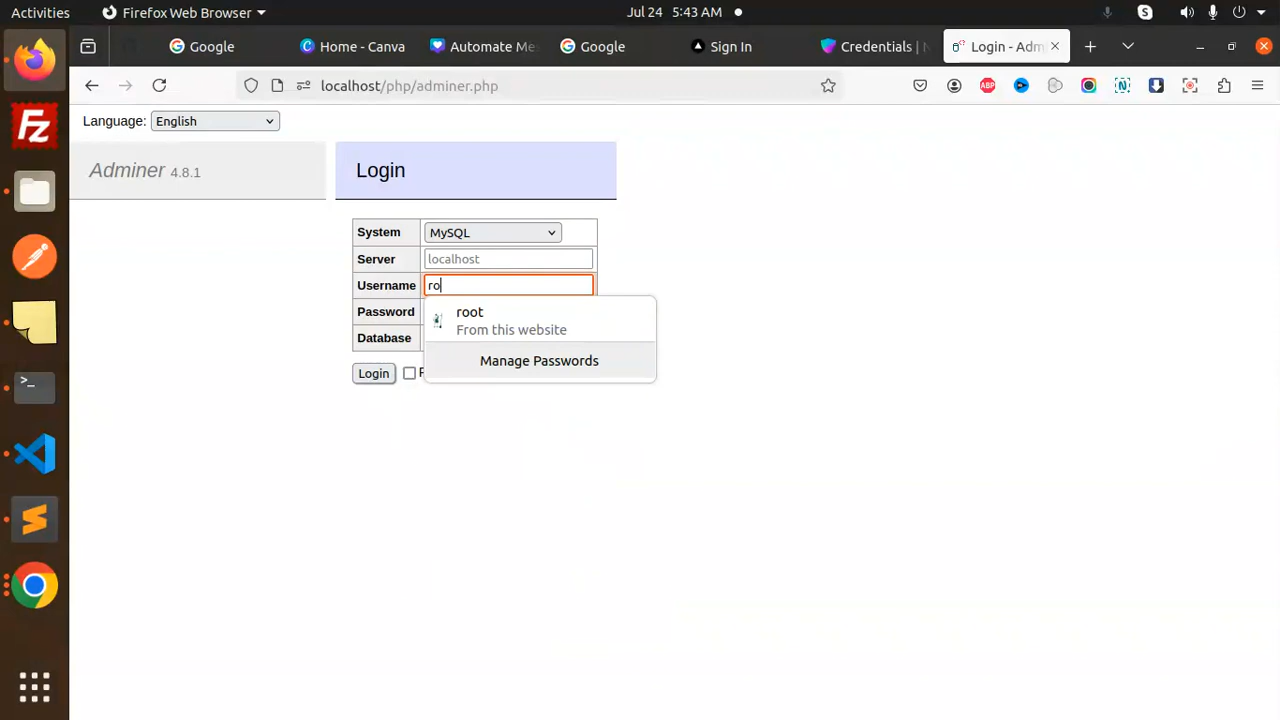 Activities
Firefox Web Browser
Jul 24 5:43 AM
Google
Home - Canva
Automate Me
Google
Sign In
Credentials | N
Login - Adm
localhost/php/adminer.php
Language: English
Adminer 4.8.1
Login
System MySQL
Server localhost
Username ro
Password
Database
root
From this website
Manage Passwords
Login